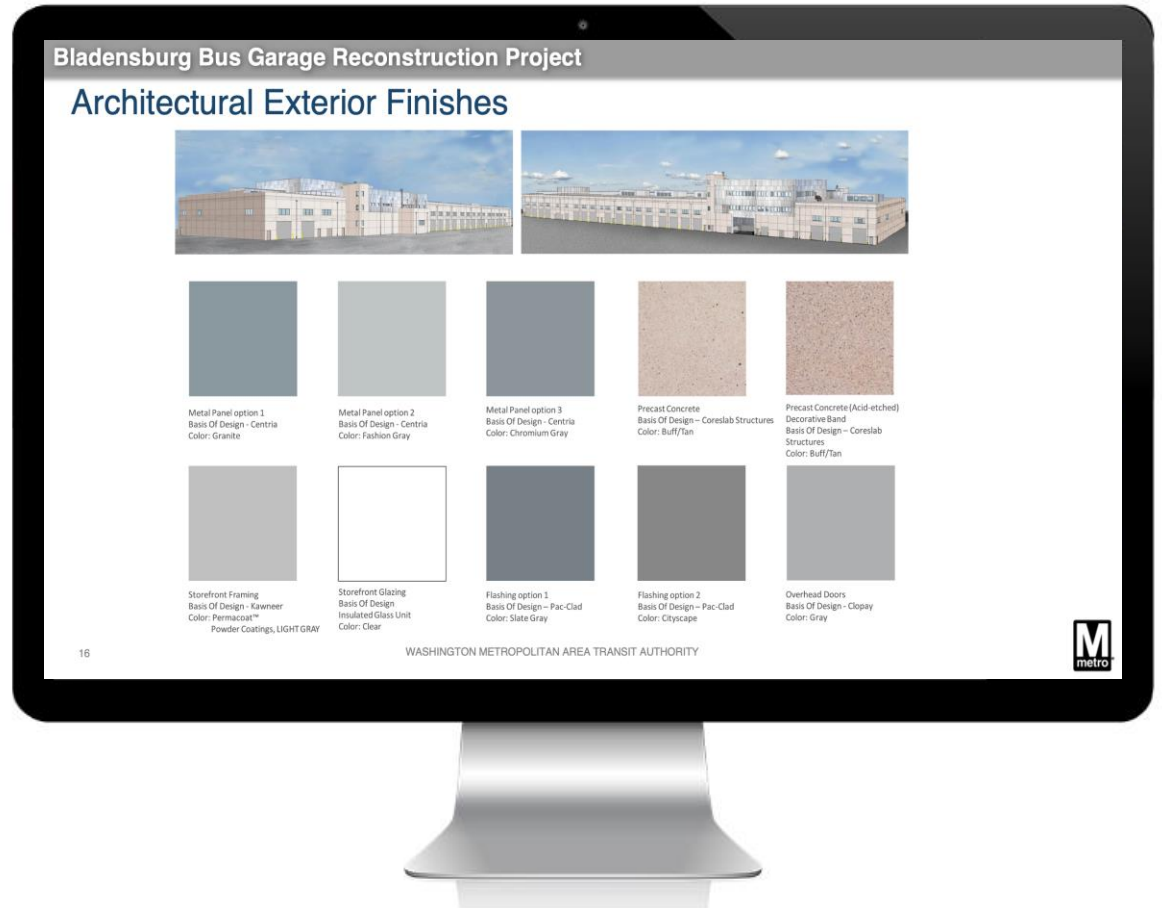 Bladensburg Bus Garage Reconstruction Project
Architectural Exterior Finishes
Metal Panel option 1
Basis Of Design - Centria
Color: Granite
Metal Panel option 2
Basis Of Design - Centria
Color: Fashion Gray
Metal Panel option 3
Basis Of Design - Centria
Color: Chromium Gray
Precast Concrete
Basis Of Design – Coreslab Structures
Color: Buff/Tan
Precast Concrete (Acid-etched)
Decorative Band
Basis Of Design – Coreslab
Structures
Color: Buff/Tan
Storefront Framing
Basis Of Design - Kawneer
Color: Permacoat™
Powder Coatings, LIGHT GRAY
Storefront Glazing
Basis Of Design
Insulated Glass Unit
Color: Clear
Flashing option 1
Basis Of Design – Pac-Clad
Color: Slate Gray
Flashing option 2
Basis Of Design – Pac-Clad
Color: Cityscape
Overhead Doors
Basis Of Design - Clopay
Color: Gray
16
WASHINGTON METROPOLITAN AREA TRANSIT AUTHORITY
M
metro